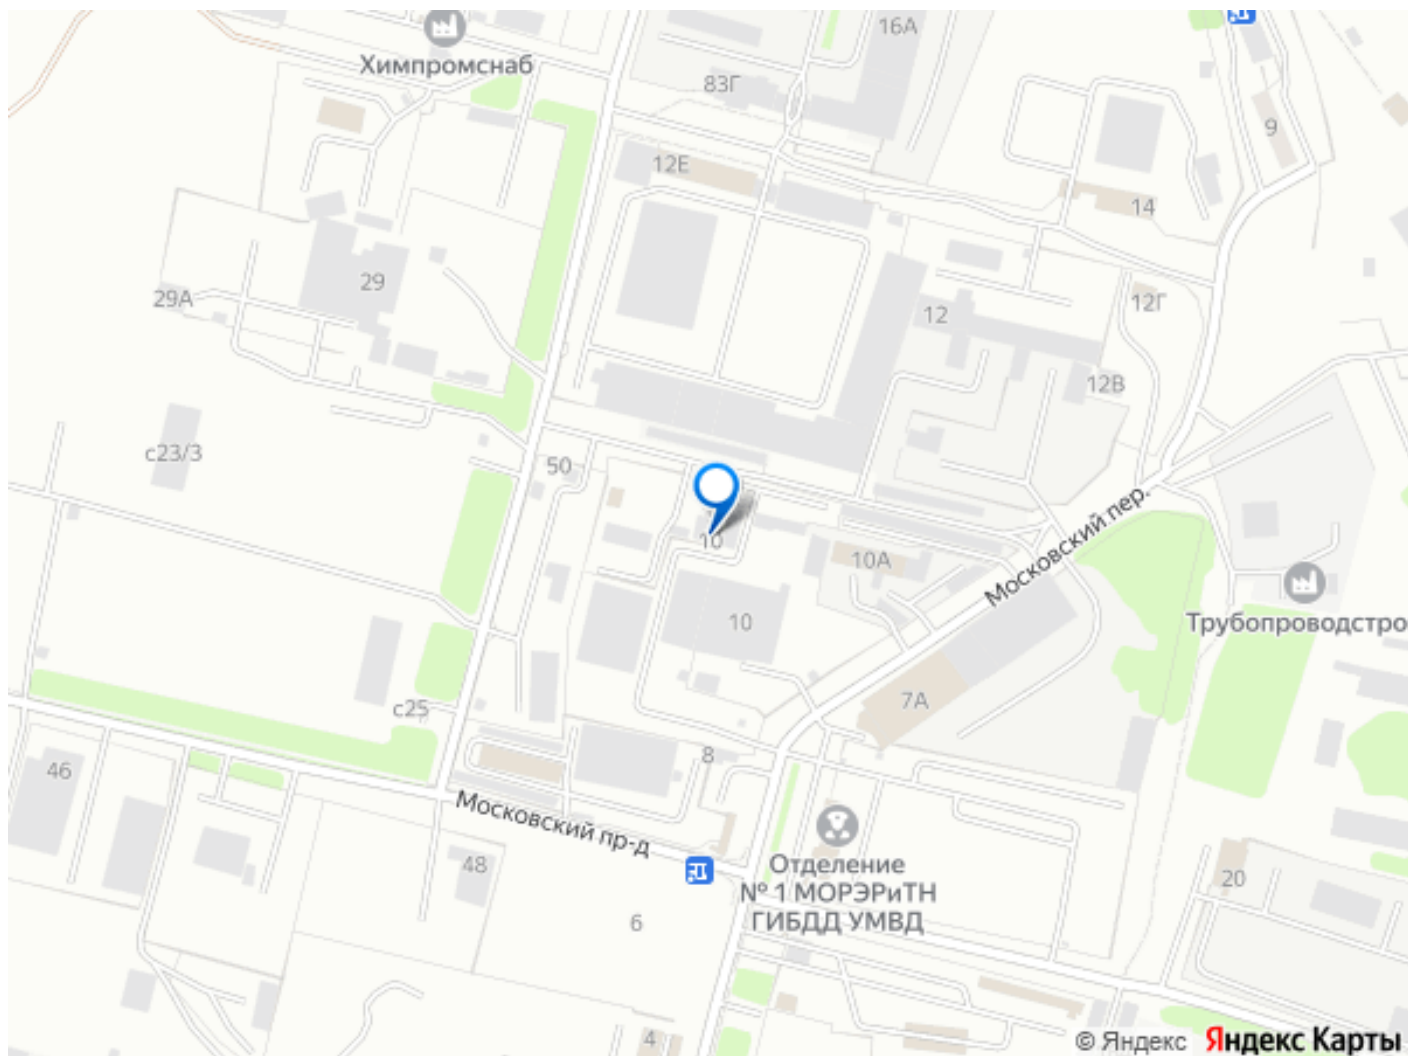 16А
Химпромснаб
83Г
9
12Е
14
29
29А
12
12Г
12В
с23/3
50
10
10А
Московский пер.
10
Трубопроводстро
7А
с25
8
46
Московский пр-д
48
Отделение
№ 1 МОРЭРиТН
ГИБДД УМВД
20
6
4
© Яндекс
Яндекс Карты